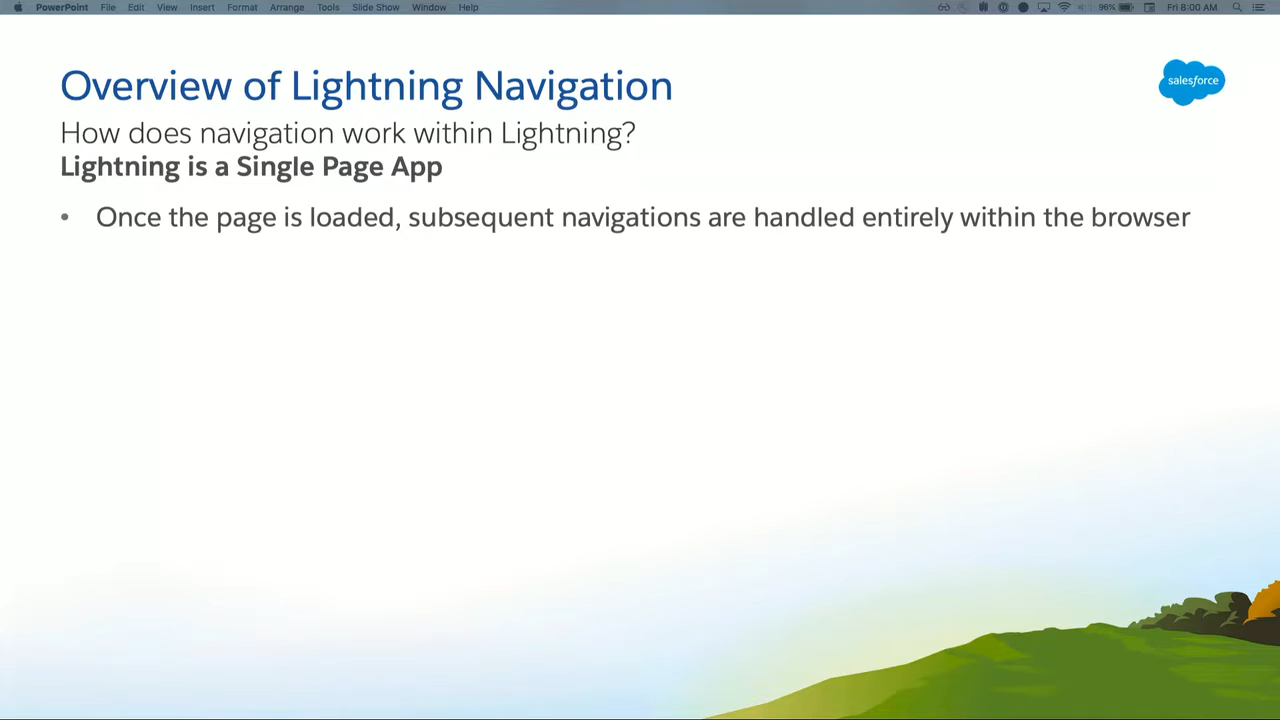 PowerPoint File Edit View Insert Format Arrange Tools Slide Show Window Help 96% Fri 8:00 AM
Overview of Lightning Navigation
salesforce
How does navigation work within Lightning?
Lightning is a Single Page App
• Once the page is loaded, subsequent navigations are handled entirely within the browser